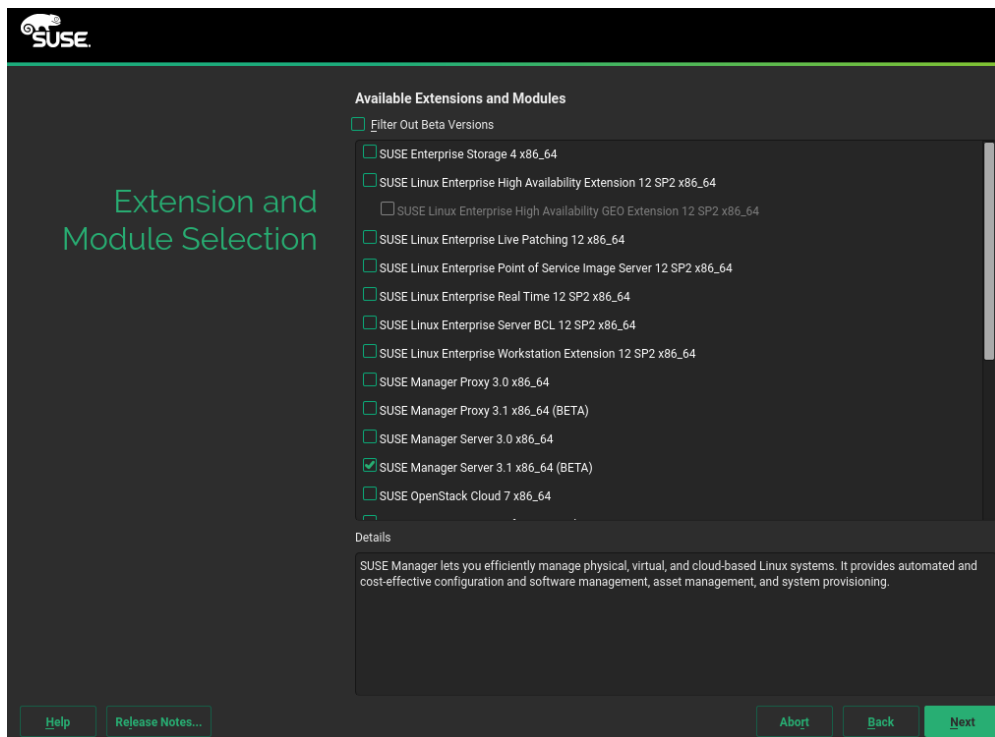 SUSE.
Extension and
Module Selection
Available Extensions and Modules
Filter Out Beta Versions
SUSE Enterprise Storage 4 x86_64
SUSE Linux Enterprise High Availability Extension 12 SP2 x86_64
SUSE Linux Enterprise High Availability GEO Extension 12 SP2 x86_64
SUSE Linux Enterprise Live Patching 12 x86_64
SUSE Linux Enterprise Point of Service Image Server 12 SP2 x86_64
SUSE Linux Enterprise Real Time 12 SP2 x86_64
SUSE Linux Enterprise Server BCL 12 SP2 x86_64
SUSE Linux Enterprise Workstation Extension 12 SP2 x86_64
SUSE Manager Proxy 3.0 x86_64
SUSE Manager Proxy 3.1 x86_64 (BETA)
SUSE Manager Server 3.0 x86_64
SUSE Manager Server 3.1 x86_64 (BETA)
SUSE OpenStack Cloud 7 x86_64
Details
SUSE Manager lets you efficiently manage physical, virtual, and cloud-based Linux systems. It provides automated and
cost-effective configuration and software management, asset management, and system provisioning.
Help
Release Notes...
Abort
Back
Next